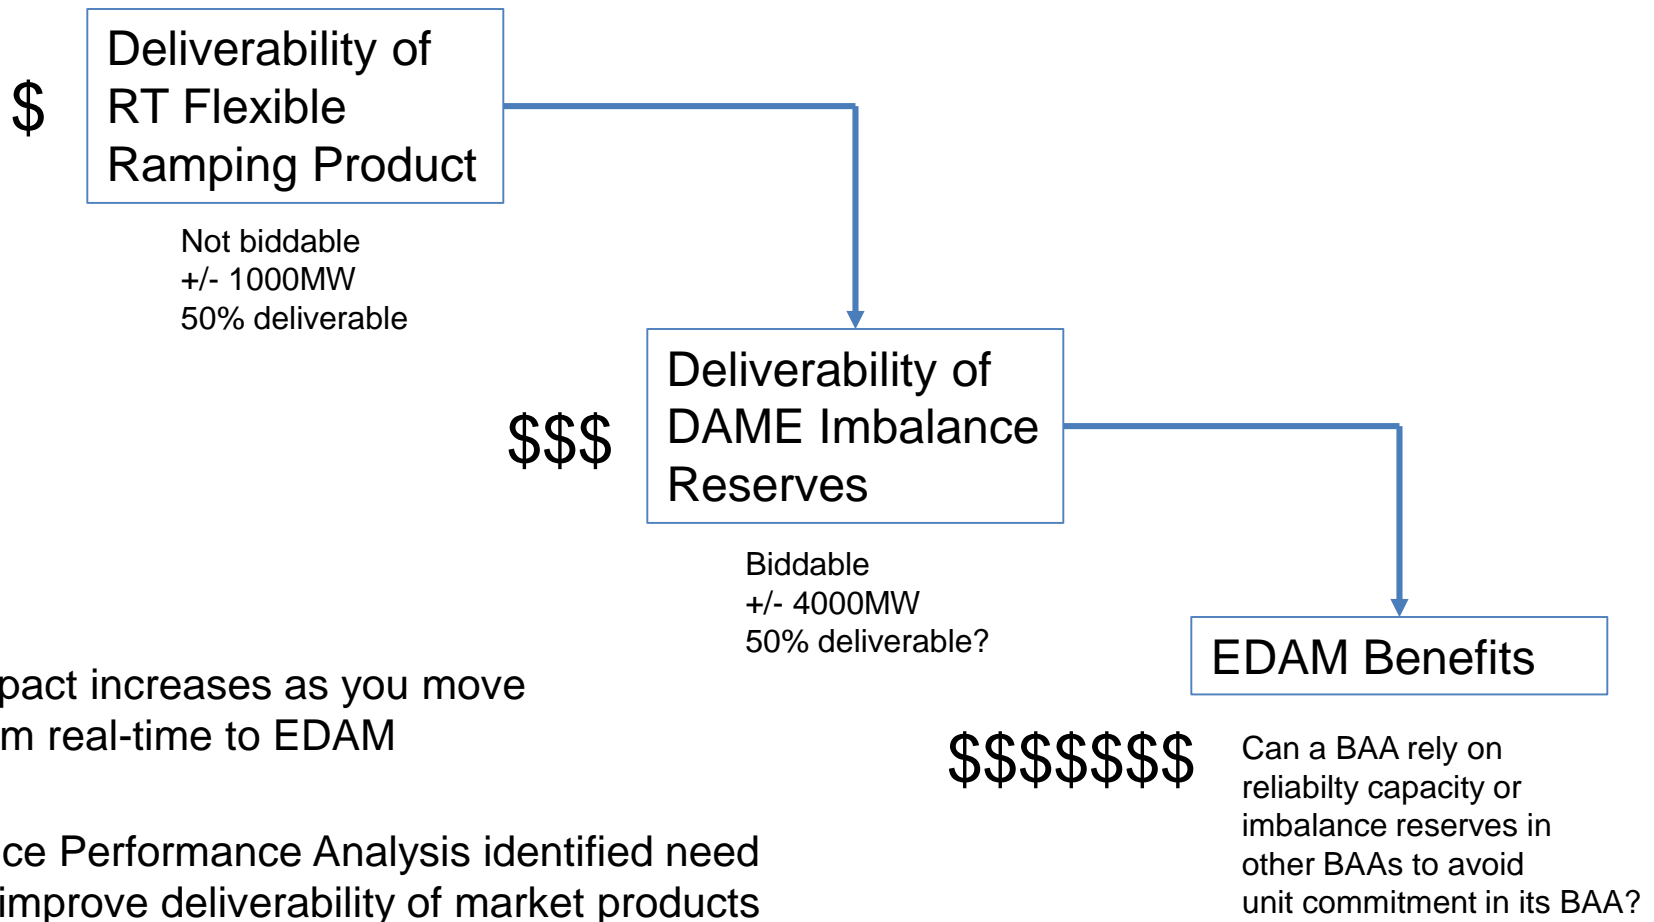 Deliverability of
RT Flexible
Ramping Product
$
Not biddable
+/- 1000MW
50% deliverable
Deliverability of
DAME Imbalance
Reserves
$$$
Biddable
+/- 4000MW
50% deliverable?
EDAM Benefits
$$$$$$$
Can a BAA rely on
reliabilty capacity or
imbalance reserves in
other BAAs to avoid
unit commitment in its BAA?
increases as you move
real-time to EDAM
Performance Analysis identified need
improve deliverability of market products